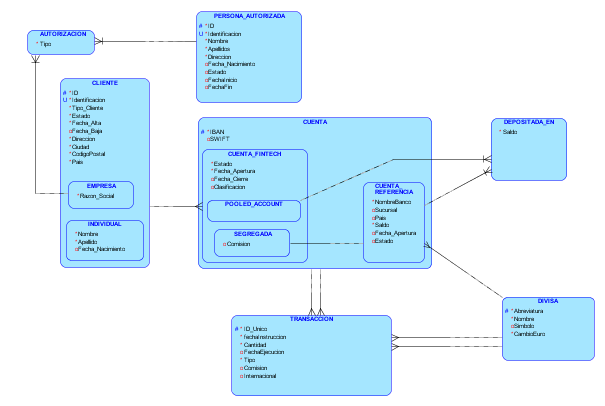 PERSONA_AUTORIZADA
# * ID
U * Identificacion
* Nombre
* Apellidos
* Direccion
o Fecha_Nacimiento
o Estado
o FechaInicio
o FechaFin
AUTORIZACION
* Tipo
CLIENTE
# * ID
U * Identificacion
* Tipo_Cliente
* Estado
* Fecha_Alta
o Fecha_Baja
* Direccion
* Ciudad
* CodigoPostal
* Pais
EMPRESA
* Razon_Social
INDIVIDUAL
* Nombre
* Apellido
o Fecha_Nacimiento
CUENTA
# * IBAN
o SWIFT
CUENTA_FINTECH
* Estado
* Fecha_Apertura
o Fecha_Cierre
o Clasificacion
POOLED_ACCOUNT
SEGREGADA
o Comision
CUENTA_
REFERENCIA
* NombreBanco
o Sucursal
o Pais
* Saldo
o Fecha_Apertura
o Estado
DEPOSITADA_EN
* Saldo
TRANSACCION
# * ID_Unico
* fechaInstruccion
* Cantidad
o FechaEjecucion
* Tipo
o Comision
o Internacional
DIVISA
# * Abreviatura
* Nombre
o Simbolo
* CambioEuro